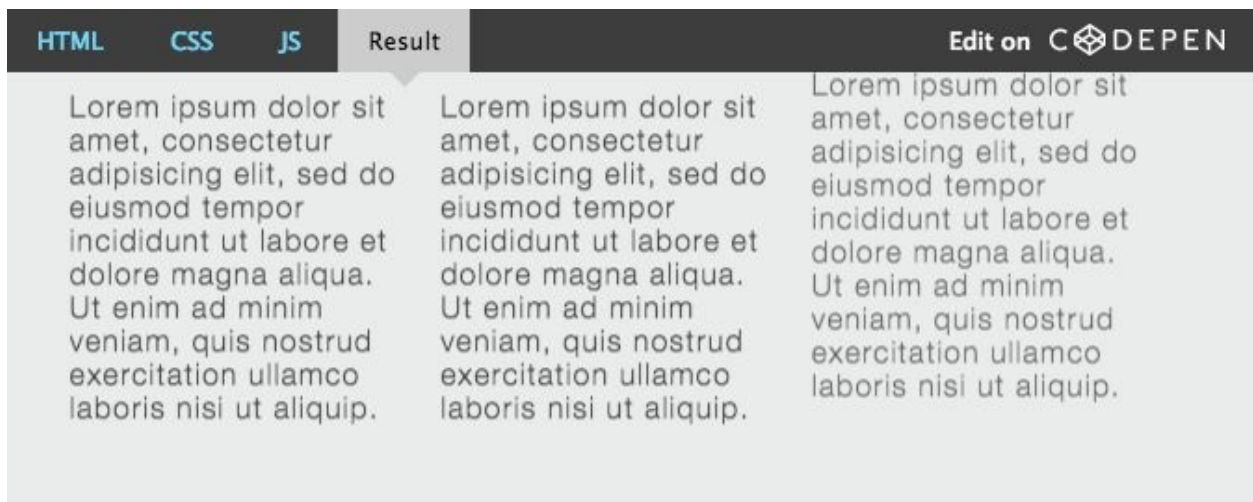 HTML CSS JS Result Edit on CODEPEN
Lorem ipsum dolor sit
amet, consectetur
adipisicing elit, sed do
eiusmod tempor
incididunt ut labore et
dolore magna aliqua.
Ut enim ad minim
veniam, quis nostrud
exercitation ullamco
laboris nisi ut aliquip.
Lorem ipsum dolor sit
amet, consectetur
adipisicing elit, sed do
eiusmod tempor
incididunt ut labore et
dolore magna aliqua.
Ut enim ad minim
veniam, quis nostrud
exercitation ullamco
laboris nisi ut aliquip.
Lorem ipsum dolor sit
amet, consectetur
adipisicing elit, sed do
eiusmod tempor
incididunt ut labore et
dolore magna aliqua.
Ut enim ad minim
veniam, quis nostrud
exercitation ullamco
laboris nisi ut aliquip.